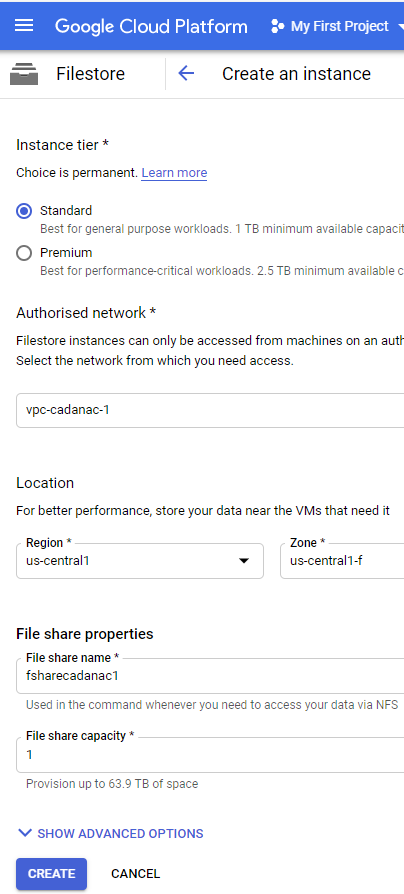 Google Cloud Platform My First Project
Filestore Create an instance
Instance tier *
Choice is permanent. Learn more
Standard
Best for general purpose workloads. 1 TB minimum available
Premium
Best for performance-critical workloads. 2.5 TB minimum available
Authorised network *
Filestore instances can only be accessed from machines on an
Select the network from which you need access.
vpc-cadanac-1
Location
For better performance, store your data near the VMs that need it
Region * Zone *
us-central1 us-central1-f
File share properties
File share name *
fsharecadanac1
Used in the command whenever you need to access your data via NFS
File share capacity *
1
Provision up to 63.9 TB of space
SHOW ADVANCED OPTIONS
CREATE CANCEL